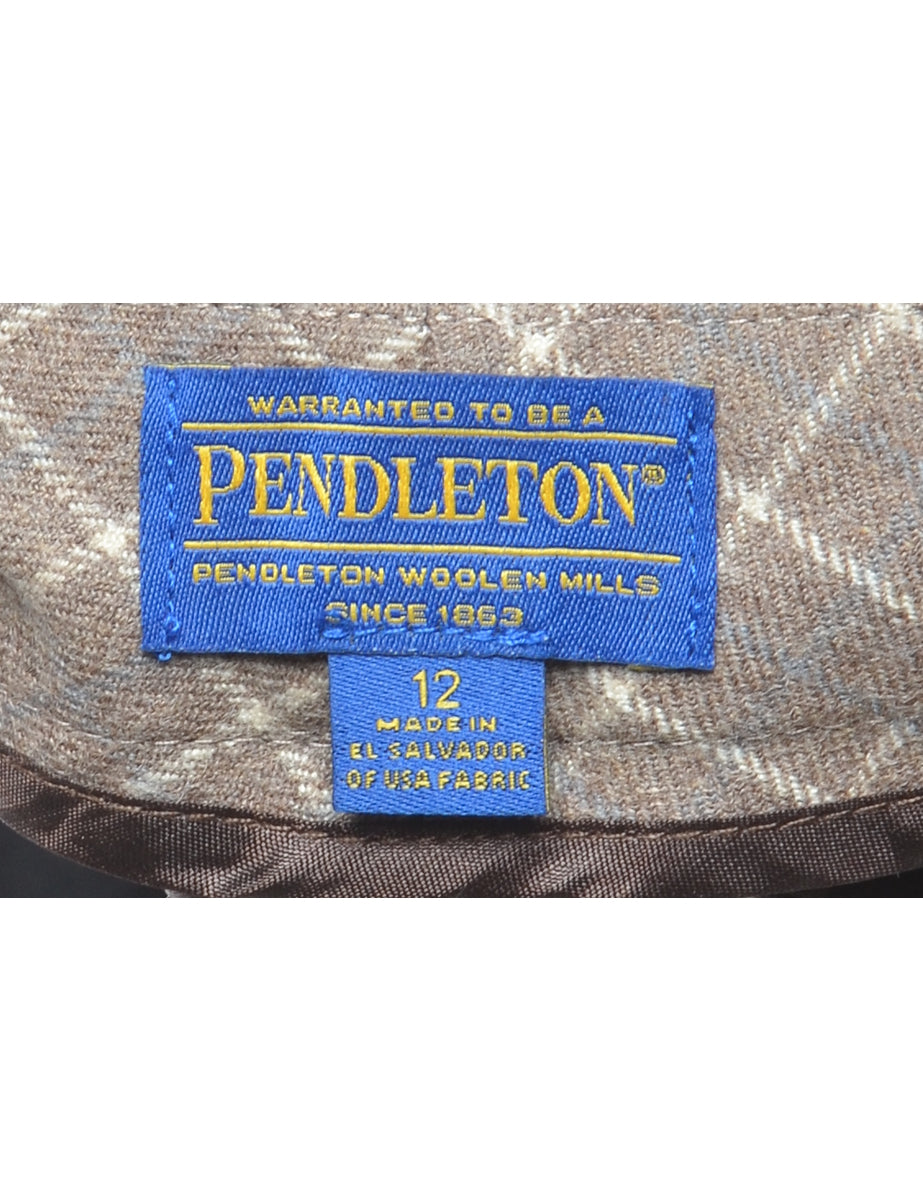 WARRANTED TO BE A
PENDLETON®
PENDLETON WOOLEN MILLS
SINCE 1863
12
MADE IN
EL SALVADOR
OF USA FABRIC